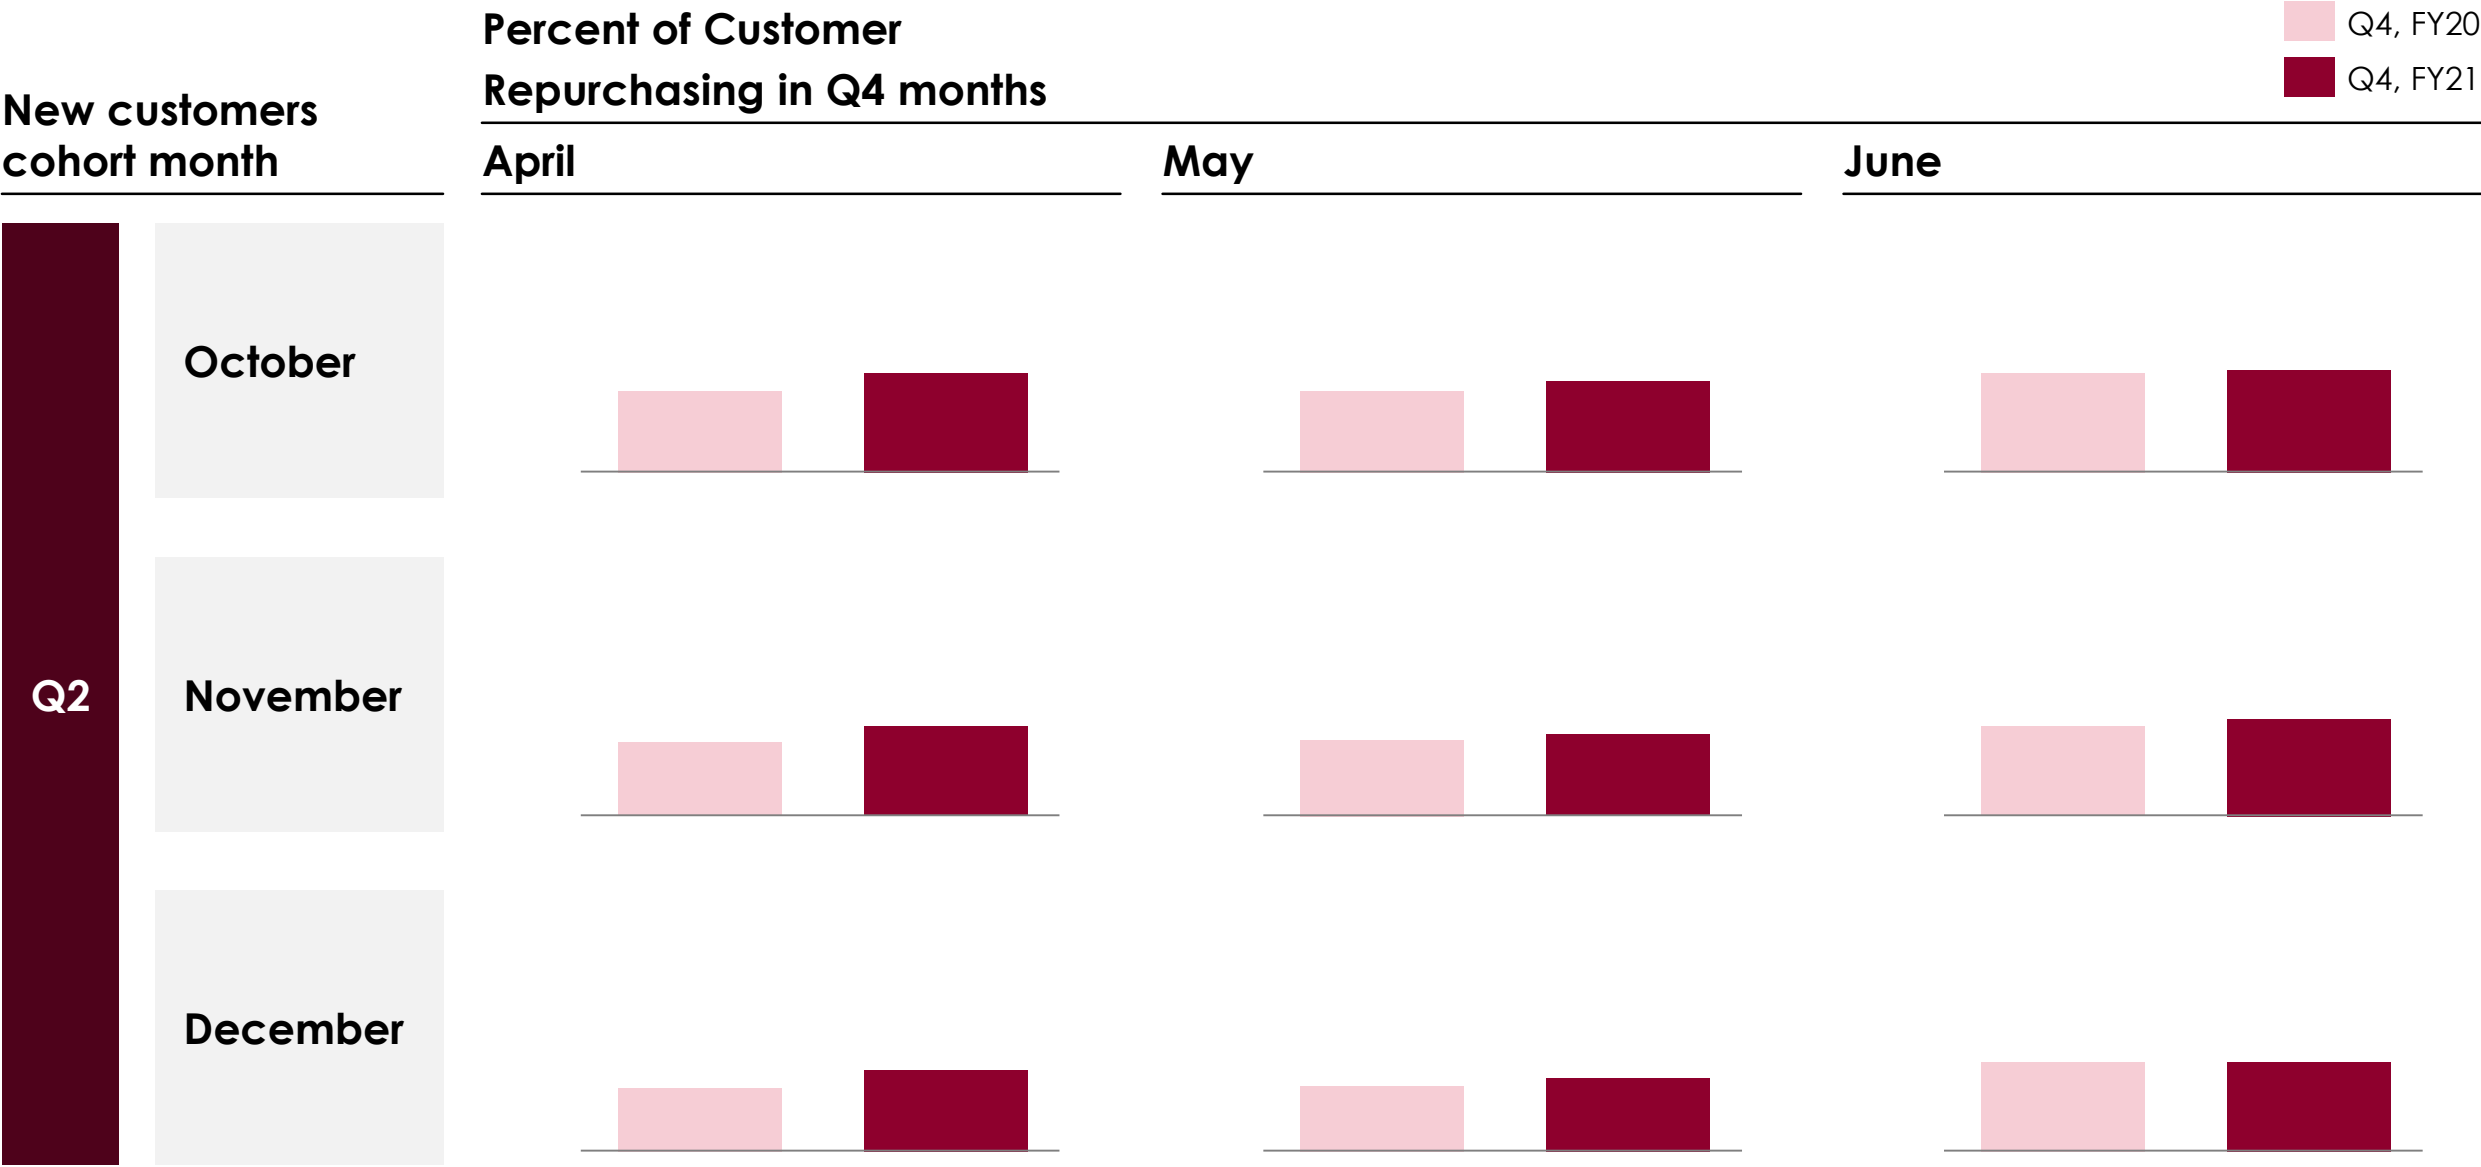 Percent of Customer
Repurchasing in Q4 months
Q4, FY20
Q4, FY21
New customers
cohort month
April
May
June
Q2
October
November
December